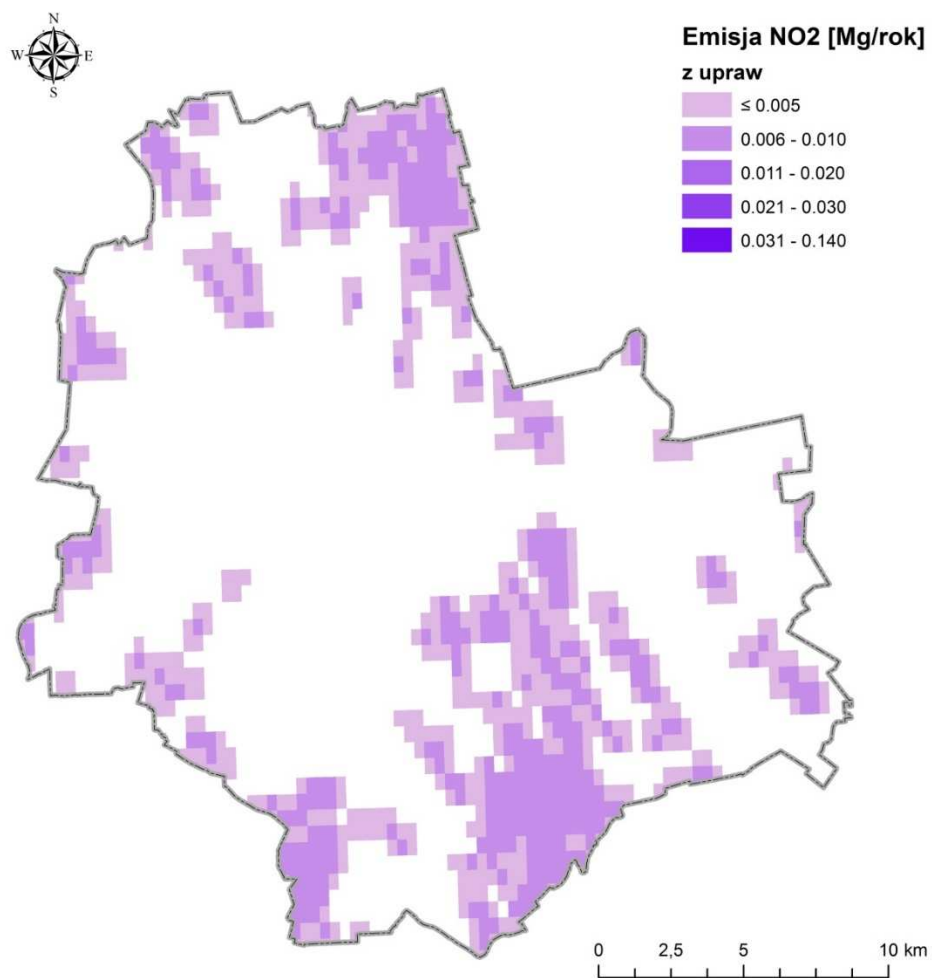 N
W E
S
Emisja NO2 [Mg/rok]
z upraw
≤ 0.005
0.006 - 0.010
0.011 - 0.020
0.021 - 0.030
0.031 - 0.140
0 2,5 5 10 km